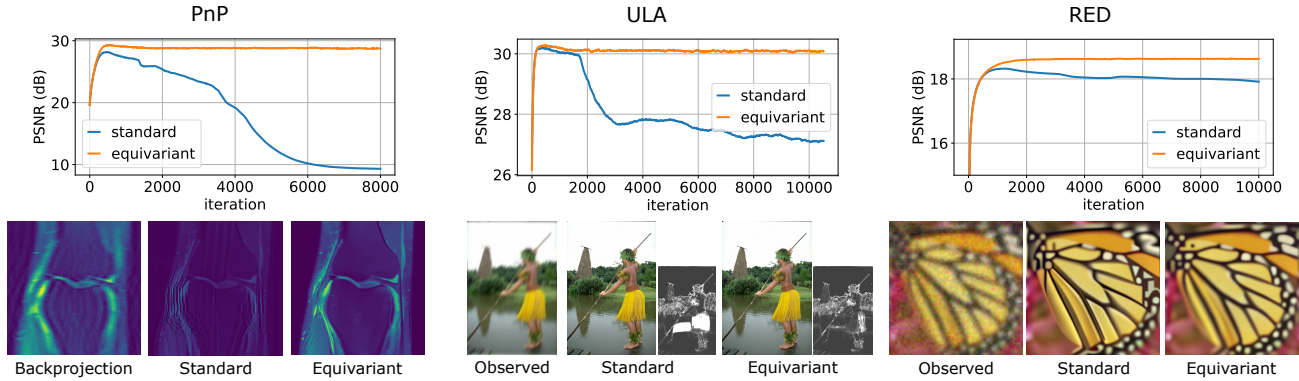 PnP
PSNR (dB)
30
20
10
standard
equivariant
0 2000 4000 6000 8000
iteration
ULA
PSNR (dB)
30
28
26
standard
equivariant
0 2000 4000 6000 8000 10000
iteration
RED
PSNR (dB)
18
16
standard
equivariant
0 2000 4000 6000 8000 10000
iteration
Backprojection Standard Equivariant
Observed Standard Equivariant
Observed Standard Equivariant